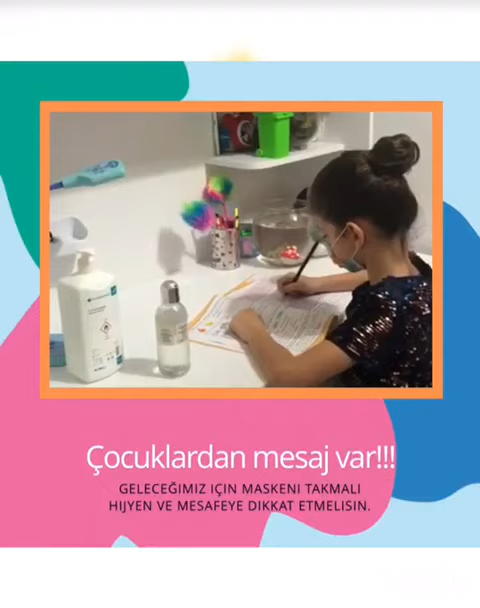 Çocuklardan mesaj var!!!
GELECEĞIMIZ IÇIN MASKENI TAKMALI
HIJYEN VE MESAFEYE DIKKAT ETMELISIN.